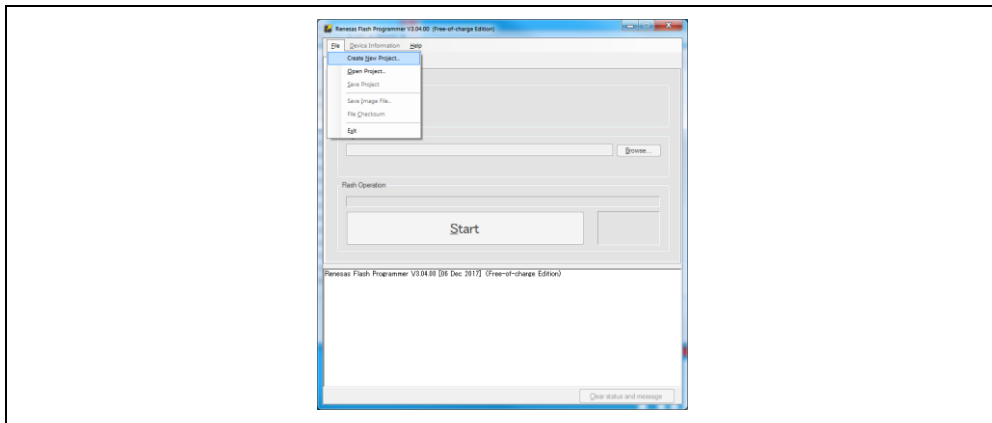 Renesas Flash Programmer V3.04.00 (Free-of-charge Edition)
File Device Information Help
Create New Project...
Open Project...
Save Project
Save Image File...
File Checksum
Exit
Browse...
Flash Operation
Start
Renesas Flash Programmer V3.04.00 [06 Dec 2017] (Free-of-charge Edition)
Clear status and message